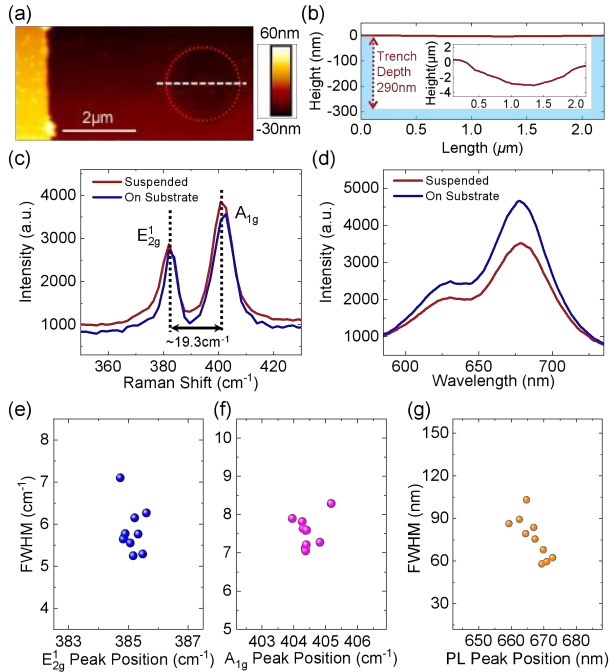 (a)
60nm
2μm
-30nm
(b)
Height (nm)
0
-100
-200
-300
Trench
Depth
290nm
Height(μm)
4
2
0
-2
-4
0.5
1.0
1.5
2.0
0.0
1.0
2.0
Length (μm)
(c)
Suspended
On Substrate
Intensity (a.u.)
4000
3000
2000
1000
E¹2g
A1g
~19.3cm⁻¹
360
380
400
420
Raman Shift (cm⁻¹)
(d)
Suspended
On Substrate
Intensity (a.u.)
5000
4000
3000
2000
1000
600
650
700
Wavelength (nm)
(e)
FWHM (cm⁻¹)
8
7
6
5
4
383
385
387
E¹2g Peak Position (cm⁻¹)
(f)
10
9
8
7
6
5
403
404
405
406
A1g Peak Position (cm⁻¹)
(g)
FWHM (nm)
150
120
90
60
30
650
660
670
680
PL Peak Position (nm)